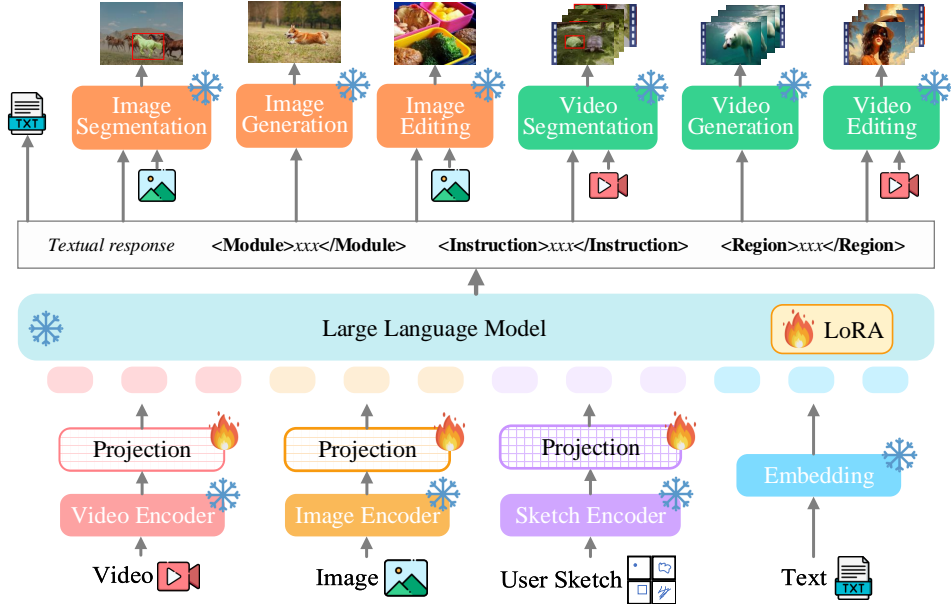 TXT
Image
Segmentation
Image
Generation
Image
Editing
Video
Segmentation
Video
Generation
Video
Editing
Textual response
<Module>xxx</Module>
<Instruction>xxx</Instruction>
<Region>xxx</Region>
Large Language Model
LoRA
Projection
Projection
Projection
Video Encoder
Image Encoder
Sketch Encoder
Embedding
Video
Image
User Sketch
Text
TXT